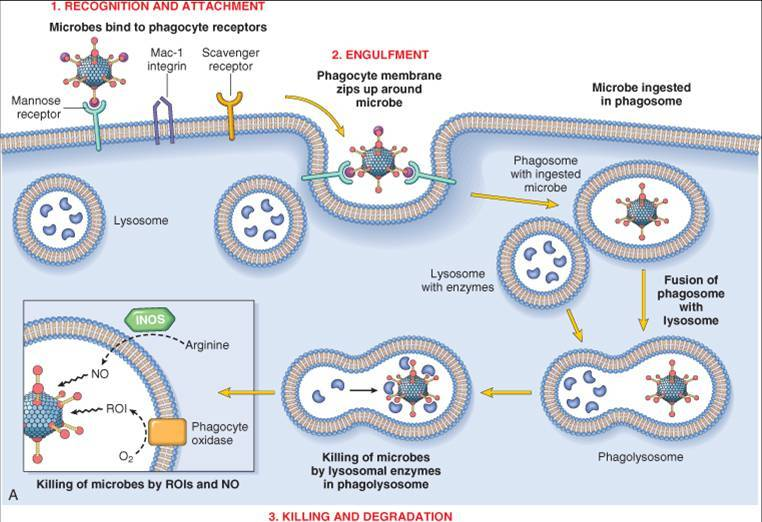 1. RECOGNITION AND ATTACHMENT
Microbes bind to phagocyte receptors
Mac-1
integrin
Scavenger
receptor
Mannose
receptor
2. ENGULFMENT
Phagocyte membrane
zips up around
microbe
Microbe ingested
in phagosome
Phagosome
with ingested
microbe
Lysosome
Lysosome
with enzymes
Fusion of
phagosome
with
lysosome
INOS
Arginine
NO
ROI
Phagocyte
oxidase
O2
Killing of microbes by ROIs and NO
Killing of microbes
by lysosomal enzymes
in phagolysosome
Phagolysosome
A
3. KILLING AND DEGRADATION